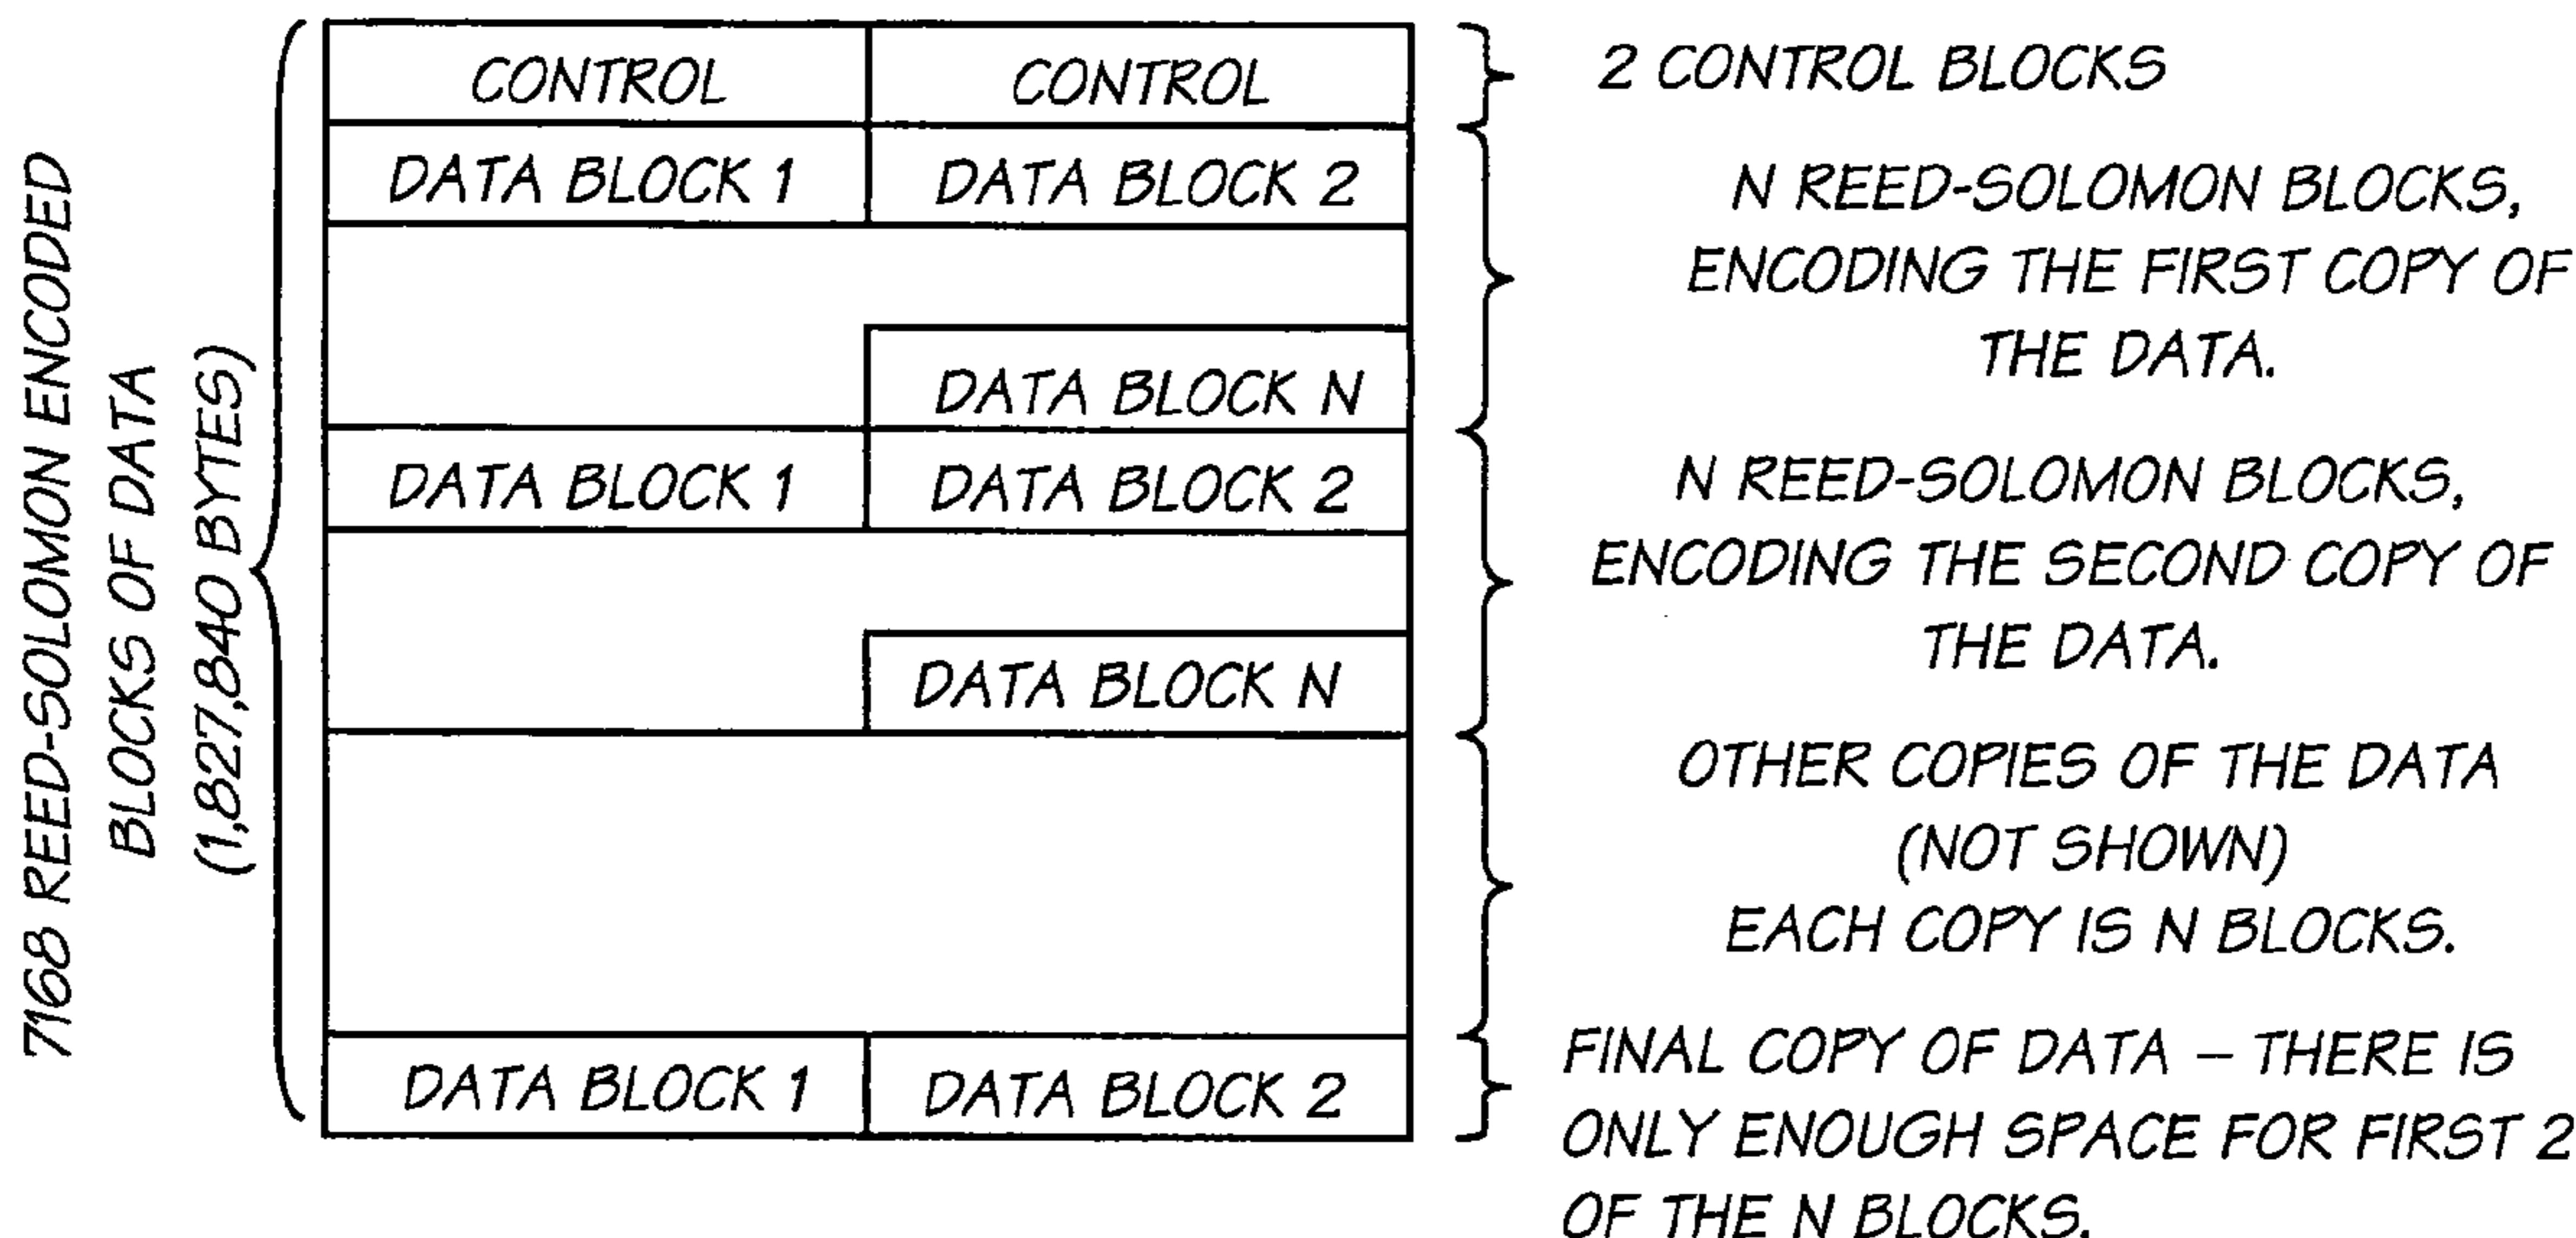 7168 REED-SOLOMON ENCODED
BLOCKS OF DATA
(1,827,840 BYTES)
CONTROL CONTROL
2 CONTROL BLOCKS
DATA BLOCK 1 DATA BLOCK 2
DATA BLOCK N
N REED-SOLOMON BLOCKS,
ENCODING THE FIRST COPY OF
THE DATA.
DATA BLOCK 1 DATA BLOCK 2
DATA BLOCK N
N REED-SOLOMON BLOCKS,
ENCODING THE SECOND COPY OF
THE DATA.
OTHER COPIES OF THE DATA
(NOT SHOWN)
EACH COPY IS N BLOCKS.
DATA BLOCK 1 DATA BLOCK 2
FINAL COPY OF DATA – THERE IS
ONLY ENOUGH SPACE FOR FIRST 2
OF THE N BLOCKS.